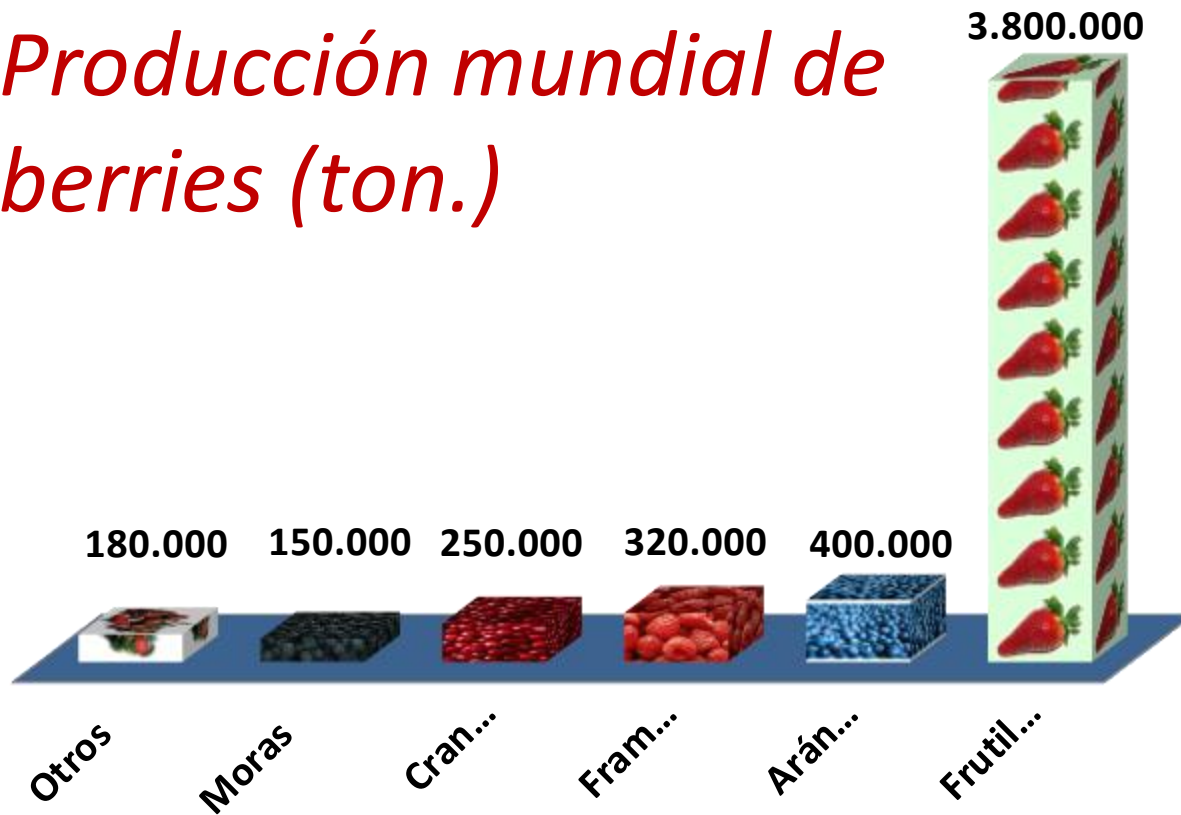 3.800.000
Producción mundial de
berries (ton.)
180.000 150.000 250.000 320.000 400.000
Otros Moras Cran... Fram... Arán... Frutil...